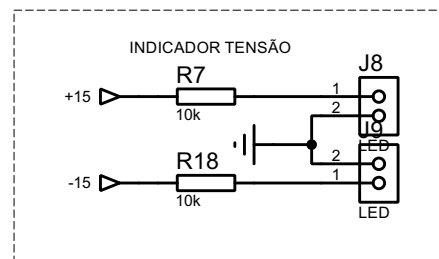 INDICADOR TENSÃO
J8
R7
+15
1
10k
2
J9
LED
R18
2
-15
1
10k
LED